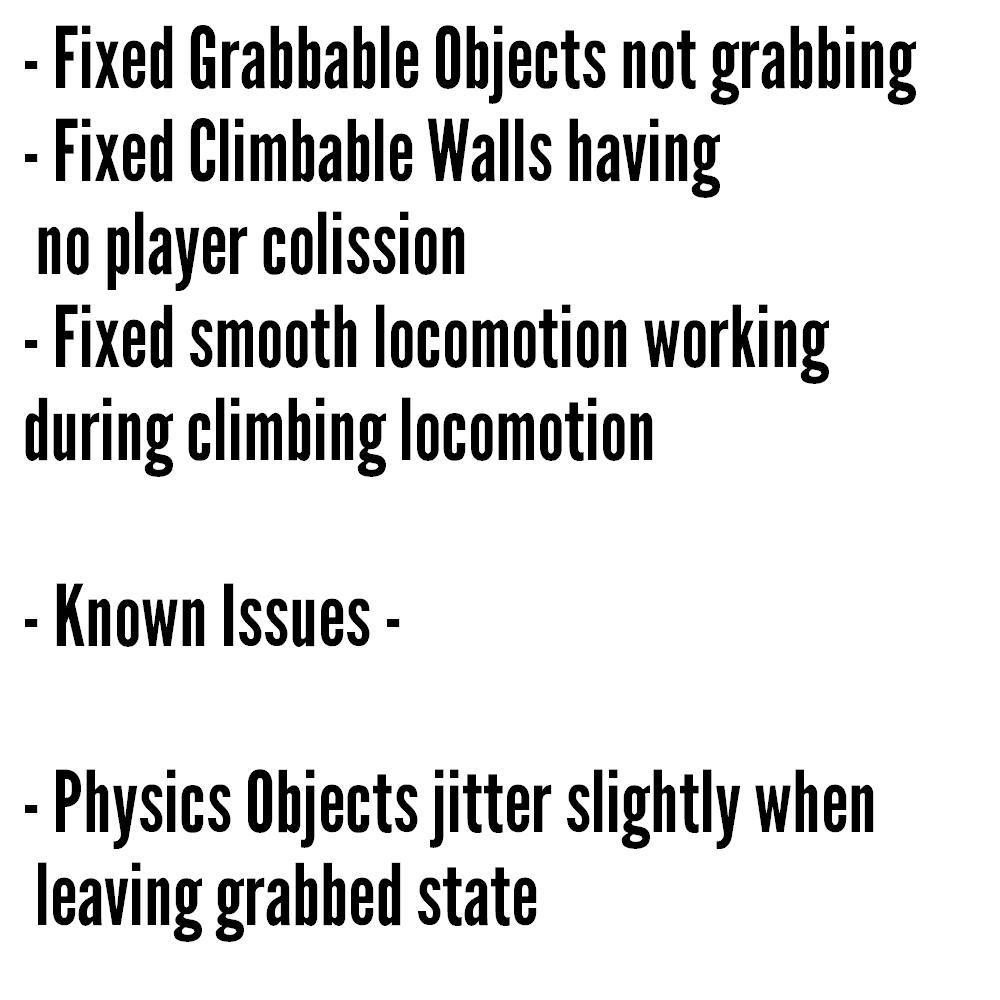 - Fixed Grabbable Objects not grabbing
- Fixed Climbable Walls having
no player colission
- Fixed smooth locomotion working
during climbing locomotion
- Known Issues -
- Physics Objects jitter slightly when
leaving grabbed state